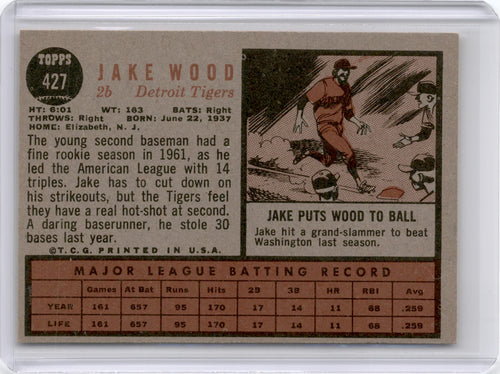 TOPPS
427
JAKE WOOD
2b Detroit Tigers
HT: 6:01 WT: 163 BATS: Right
THROWS: Right BORN: June 22, 1937
HOME: Elizabeth, N. J.
The young second baseman had a
fine rookie season in 1961, as he
led the American League with 14
triples. Jake has to cut down on
his strikeouts, but the Tigers feel
they have a real hot-shot at second.
A daring baserunner, he stole 30
bases last year.
©T.C.G. PRINTED IN U.S.A.
JAKE PUTS WOOD TO BALL
Jake hit a grand-slammer to beat
Washington last season.
MAJOR LEAGUE BATTING RECORD
Games At Bat Runs Hits 2B 3B HR RBI Avg.
YEAR 161 657 95 170 17 14 11 68 .259
LIFE 161 657 95 170 17 14 11 68 .259